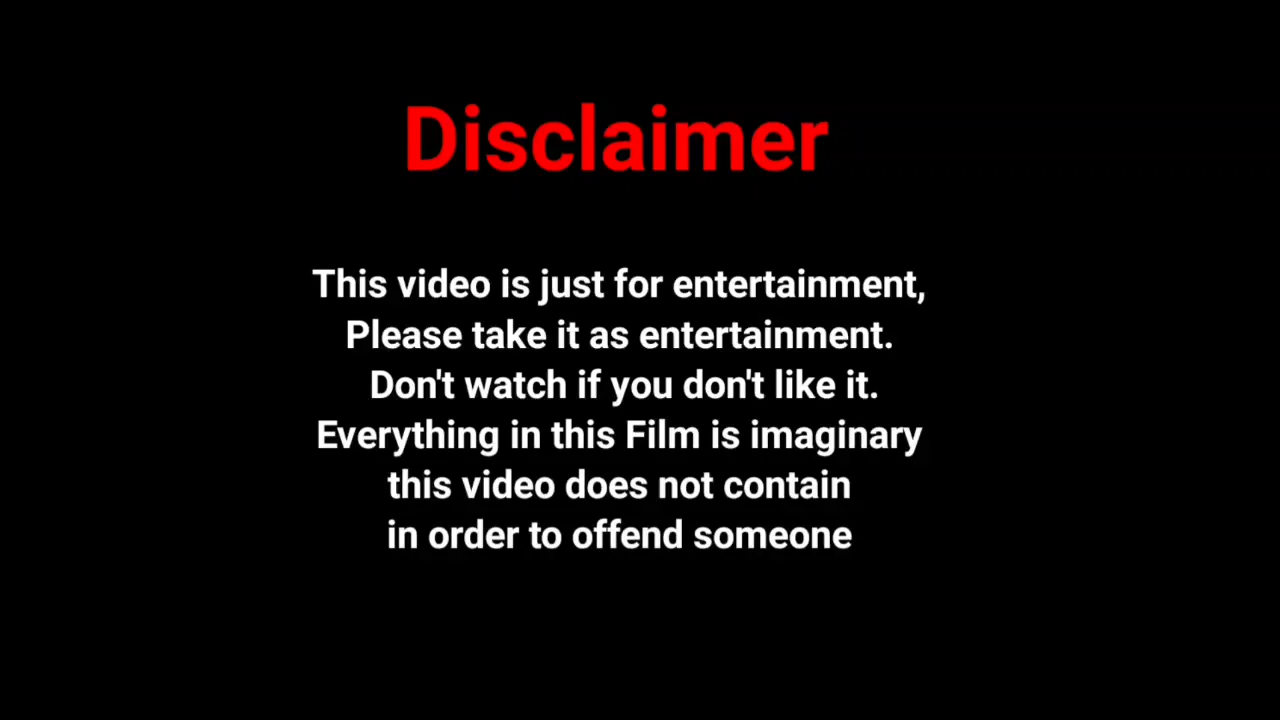 Disclaimer
This video is just for entertainment,
Please take it as entertainment.
Don't watch if you don't like it.
Everything in this Film is imaginary
this video does not contain
in order to offend someone